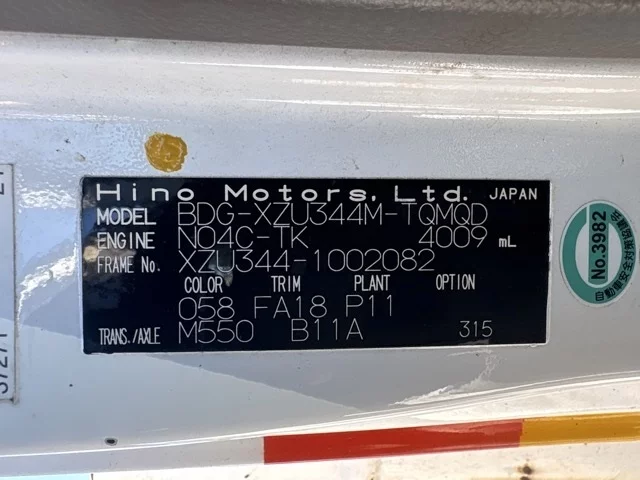 Hino Motors, Ltd. JAPAN
MODEL BDG-XZU344M-TQMQD
ENGINE N04C-TK 4009 mL
FRAME No. XZU344-1002082
COLOR TRIM PLANT OPTION
058 FA18 P11
TRANS./AXLE M550 B11A 315
No.3982